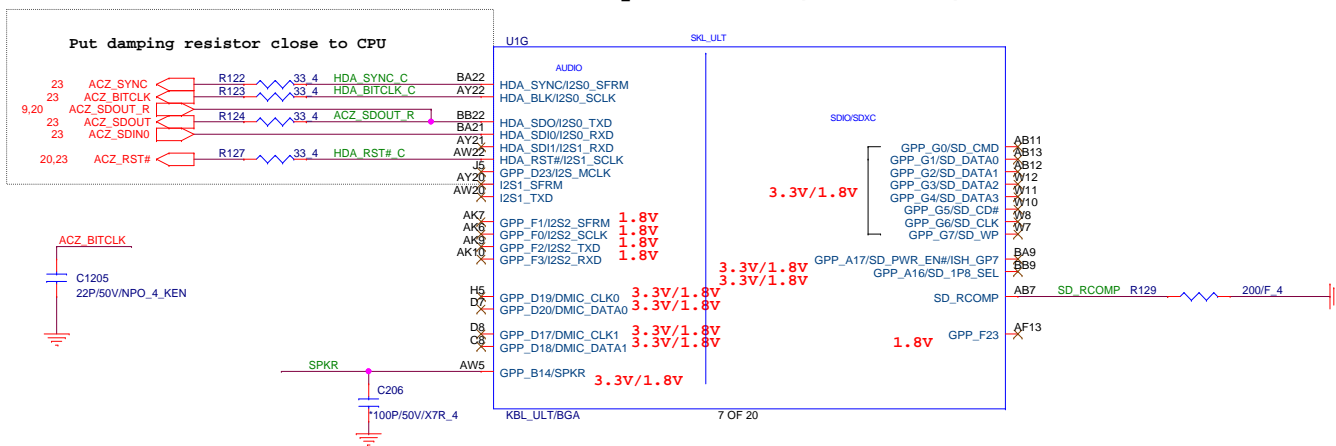 U1G
SKL_ULT
Put damping resistor close to CPU
AUDIO
SDIO/SDXC
23 ACZ_SYNC R122 33_4 HDA_SYNC_C BA22 HDA_SYNC/I2S0_SFRM
23 ACZ_BITCLK R123 33_4 HDA_BITCLK_C AY22 HDA_BLK/I2S0_SCLK
9,20 ACZ_SDOUT_R
23 ACZ_SDOUT R124 33_4 ACZ_SDOUT_R BB22 HDA_SDO/I2S0_TXD
23 ACZ_SDIN0 BA21 HDA_SDI0/I2S0_RXD
AY21 HDA_SDI1/I2S1_RXD
20,23 ACZ_RST# R127 33_4 HDA_RST#_C AW22 HDA_RST#/I2S1_SCLK
J5 GPP_D23/I2S_MCLK
AY20 I2S1_SFRM
AW20 I2S1_TXD
GPP_G0/SD_CMD AB11
GPP_G1/SD_DATA0 AB13
GPP_G2/SD_DATA1 AB12
GPP_G3/SD_DATA2 W12
GPP_G4/SD_DATA3 W11
GPP_G5/SD_CD# W10
GPP_G6/SD_CLK W8
GPP_G7/SD_WP W7
3.3V/1.8V
AK7 GPP_F1/I2S2_SFRM 1.8V
AK6 GPP_F0/I2S2_SCLK 1.8V
AK9 GPP_F2/I2S2_TXD 1.8V
AK10 GPP_F3/I2S2_RXD 1.8V
3.3V/1.8V GPP_A17/SD_PWR_EN#/ISH_GP7 BA9
3.3V/1.8V GPP_A16/SD_1P8_SEL BB9
ACZ_BITCLK
C1205
22P/50V/NPO_4_KEN
H5 GPP_D19/DMIC_CLK0 3.3V/1.8V
D7 GPP_D20/DMIC_DATA0 3.3V/1.8V
SD_RCOMP AB7 SD_RCOMP R129 200/F_4
D8 GPP_D17/DMIC_CLK1 3.3V/1.8V
C8 GPP_D18/DMIC_DATA1 3.3V/1.8V
1.8V GPP_F23 AF13
SPKR AW5 GPP_B14/SPKR 3.3V/1.8V
C206
*100P/50V/X7R_4
KBL_ULT/BGA
7 OF 20